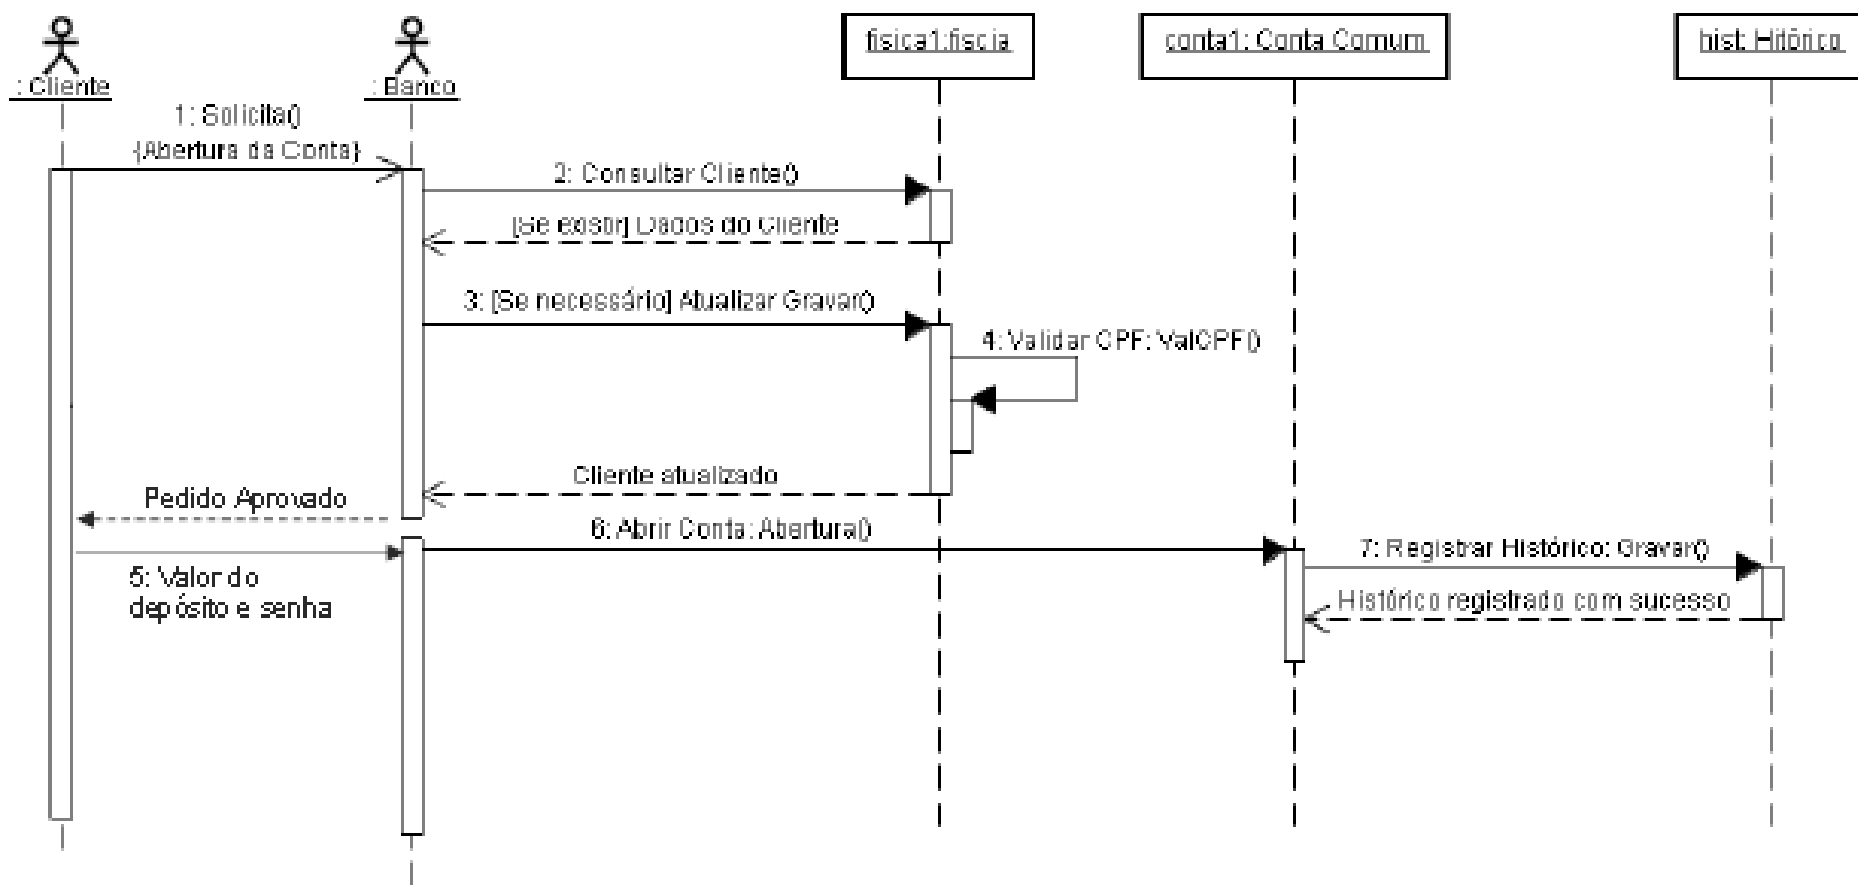 : Cliente
: Banco
fisica1:fiscia
conta1: Conta Comum
hist: Hitórico
1: Solicita()
{Abertura da Conta}
2: Consultar Cliente()
[Se existir] Dados do Cliente
3: [Se necessário] Atualizar Gravar()
4: Validar CPF: ValCPF()
Cliente atualizado
Pedido Aprovado
6: Abrir Conta: Abertura()
7: Registrar Histórico: Gravar()
5: Valor do
depósito e senha
Histórico registrado com sucesso